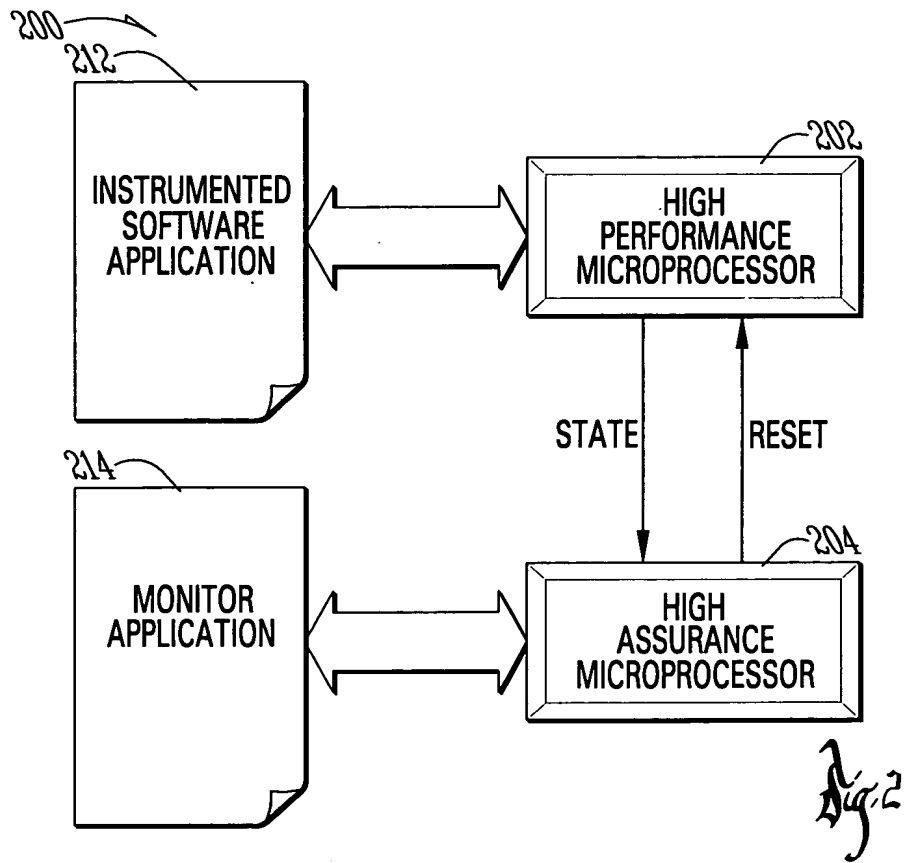 200
212
INSTRUMENTED
SOFTWARE
APPLICATION
202
HIGH
PERFORMANCE
MICROPROCESSOR
STATE
RESET
214
MONITOR
APPLICATION
204
HIGH
ASSURANCE
MICROPROCESSOR
Fig. 2